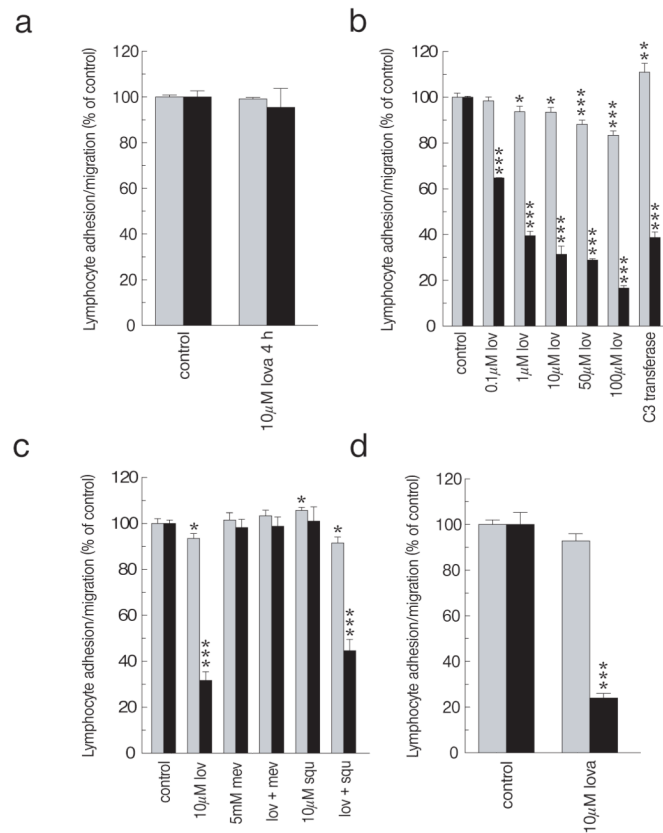 a
Lymphocyte adhesion/migration (% of control)
120
100
80
60
40
20
0
control
10μM lova 4 h
b
Lymphocyte adhesion/migration (% of control)
120
100
80
60
40
20
0
*
***
***
*
***
***
***
***
***
**
***
control
0.1μM lov
1μM lov
10μM lov
50μM lov
100μM lov
C3 transferase
c
Lymphocyte adhesion/migration (% of control)
120
100
80
60
40
20
0
*
***
*
*
***
control
10μM lov
5mM mev
lov + mev
10μM squ
lov + squ
d
Lymphocyte adhesion/migration (% of control)
120
100
80
60
40
20
0
***
control
10μM lova